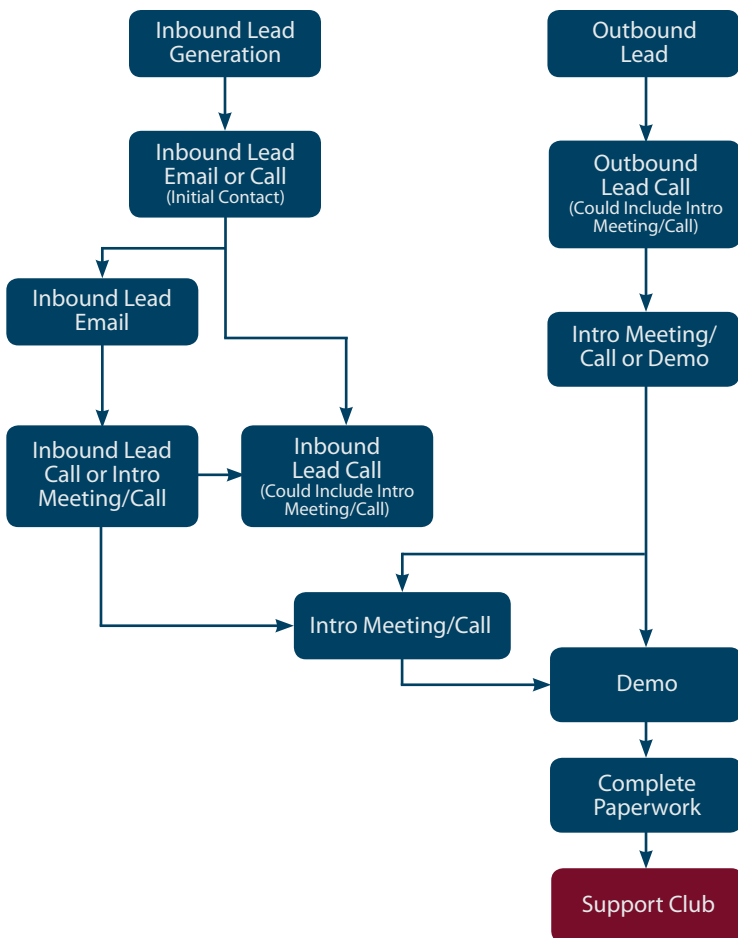 Inbound Lead
Generation
Outbound
Lead
Inbound Lead
Email or Call
(Initial Contact)
Outbound
Lead Call
(Could Include Intro
Meeting/Call)
Inbound Lead
Email
Intro Meeting/
Call or Demo
Inbound Lead
Call or Intro
Meeting/Call
Inbound
Lead Call
(Could Include Intro
Meeting/Call)
Intro Meeting/Call
Demo
Complete
Paperwork
Support Club